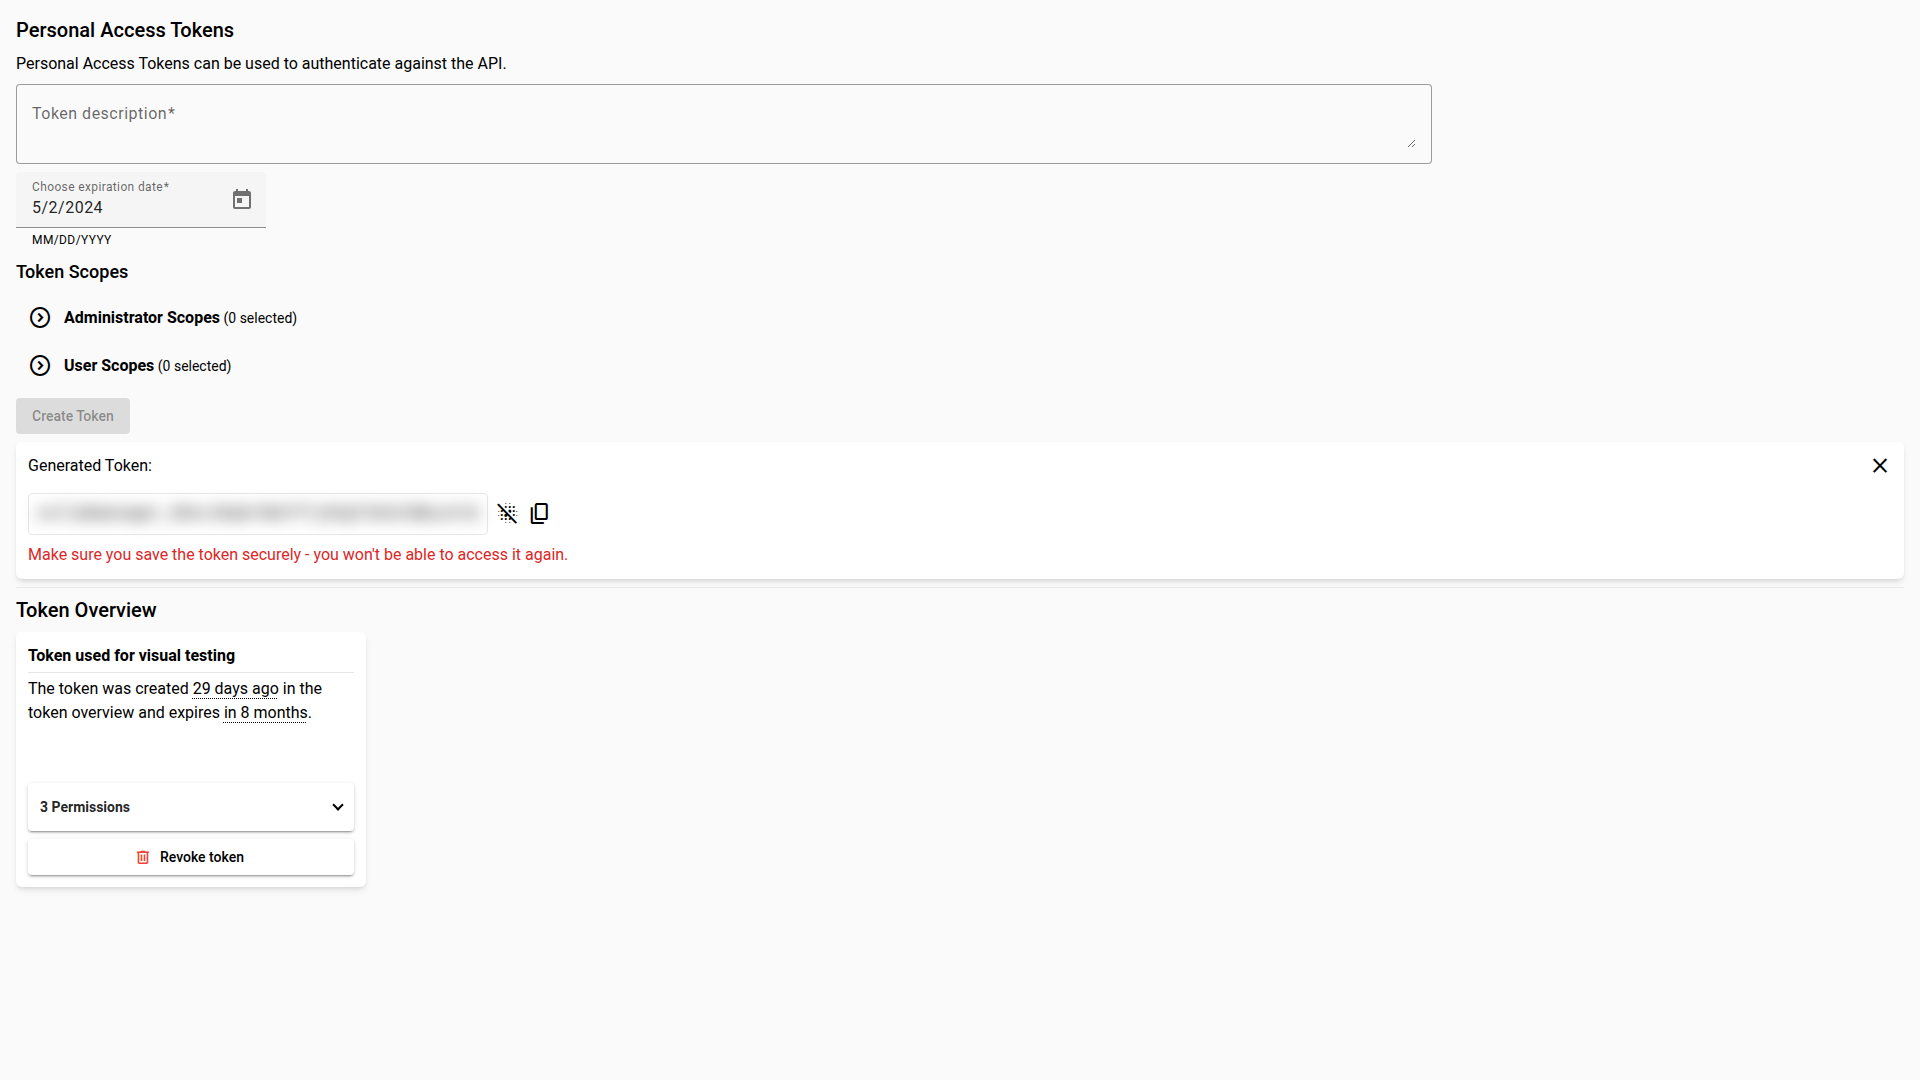 Personal Access Tokens
Personal Access Tokens can be used to authenticate against the API.
Token description*
Choose expiration date*
5/2/2024
MM/DD/YYYY
Token Scopes
Administrator Scopes (0 selected)
User Scopes (0 selected)
Create Token
Generated Token:
Make sure you save the token securely - you won't be able to access it again.
Token Overview
Token used for visual testing
The token was created 29 days ago in the
token overview and expires in 8 months.
3 Permissions
Revoke token